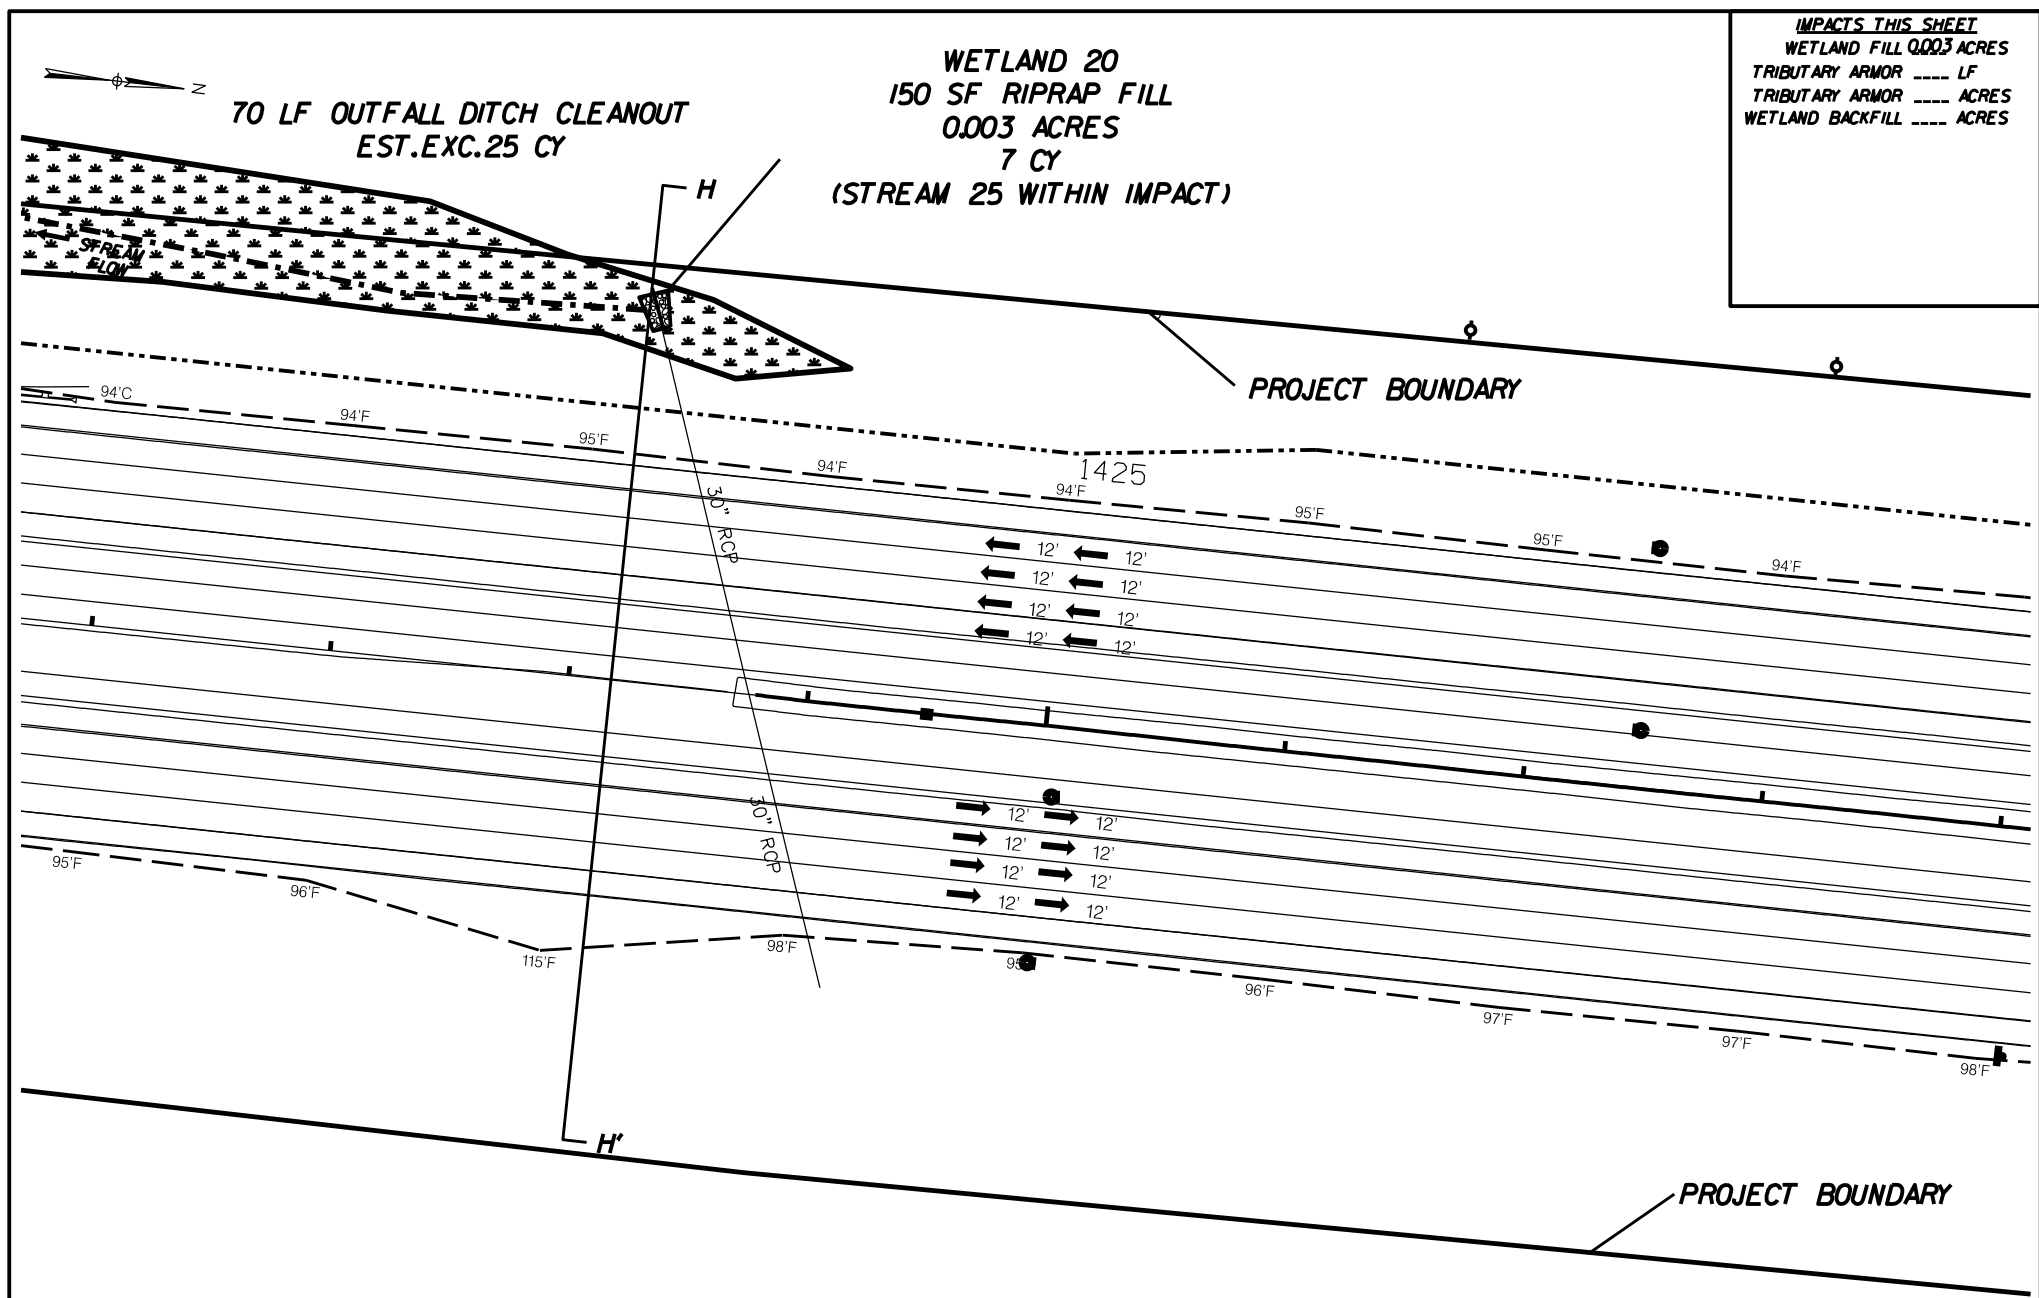 IMPACTS THIS SHEET
WETLAND FILL 0.003 ACRES
TRIBUTARY ARMOR ____ LF
TRIBUTARY ARMOR ____ ACRES
WETLAND BACKFILL ____ ACRES
N
70 LF OUTFALL DITCH CLEANOUT
EST.EXC.25 CY
WETLAND 20
150 SF RIPRAP FILL
0.003 ACRES
7 CY
(STREAM 25 WITHIN IMPACT)
H
STREAM
FLOW
PROJECT BOUNDARY
94'C
94'F
95'F
94'F
1425
94'F
95'F
95'F
94'F
30" RCP
12' 12'
12' 12'
12' 12'
12' 12'
30" RCP
12' 12'
12' 12'
12' 12'
12' 12'
95'F
96'F
115'F
98'F
96'F
97'F
97'F
98'F
H'
PROJECT BOUNDARY